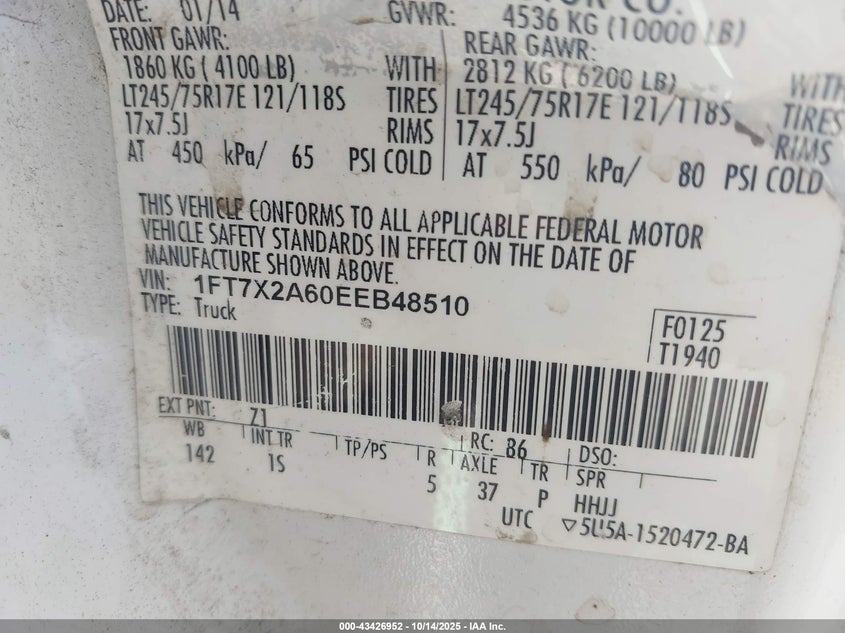 DATE: 01/14 GVWR: 4536 KG (10000 LB)
FRONT GAWR: REAR GAWR:
1860 KG ( 4100 LB) WITH 2812 KG ( 6200 LB) WITH
LT245/75R17E 121/118S TIRES LT245/75R17E 121/118S TIRES
17x7.5J RIMS 17x7.5J RIMS
AT 450 kPa/ 65 PSI COLD AT 550 kPa/ 80 PSI COLD
THIS VEHICLE CONFORMS TO ALL APPLICABLE FEDERAL MOTOR
VEHICLE SAFETY STANDARDS IN EFFECT ON THE DATE OF
MANUFACTURE SHOWN ABOVE.
VIN: 1FT7X2A60EEB48510
TYPE: Truck
F0125
T1940
EXT PNT: Z1 RC: 86 DSO:
WB INT TR TP/PS R AXLE TR SPR
142 1S 5 37 P HHJJ
UTC ▽5U5A-1520472-BA
000-43426952 | 10/14/2025 | IAA Inc.